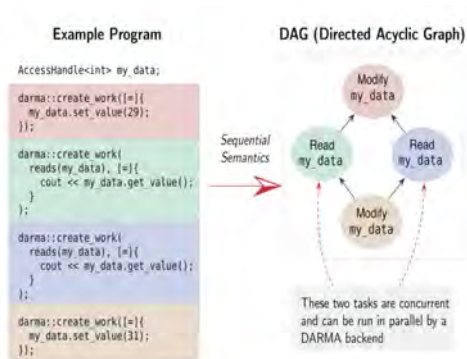 Example Program
AccessHandle<int> my_data;
darma::create_work([=]{
my_data.set_value(29);
});
darma::create_work(
reads(my_data), [=]{
cout << my_data.get_value();
}
);
darma::create_work(
reads(my_data), [=]{
cout << my_data.get_value();
}
);
darma::create_work([=]{
my_data.set_value(31);
});
Sequential
Semantics
DAG (Directed Acyclic Graph)
Modify
my_data
Read
my_data
Read
my_data
Modify
my_data
These two tasks are concurrent
and can be run in parallel by a
DARMA backend